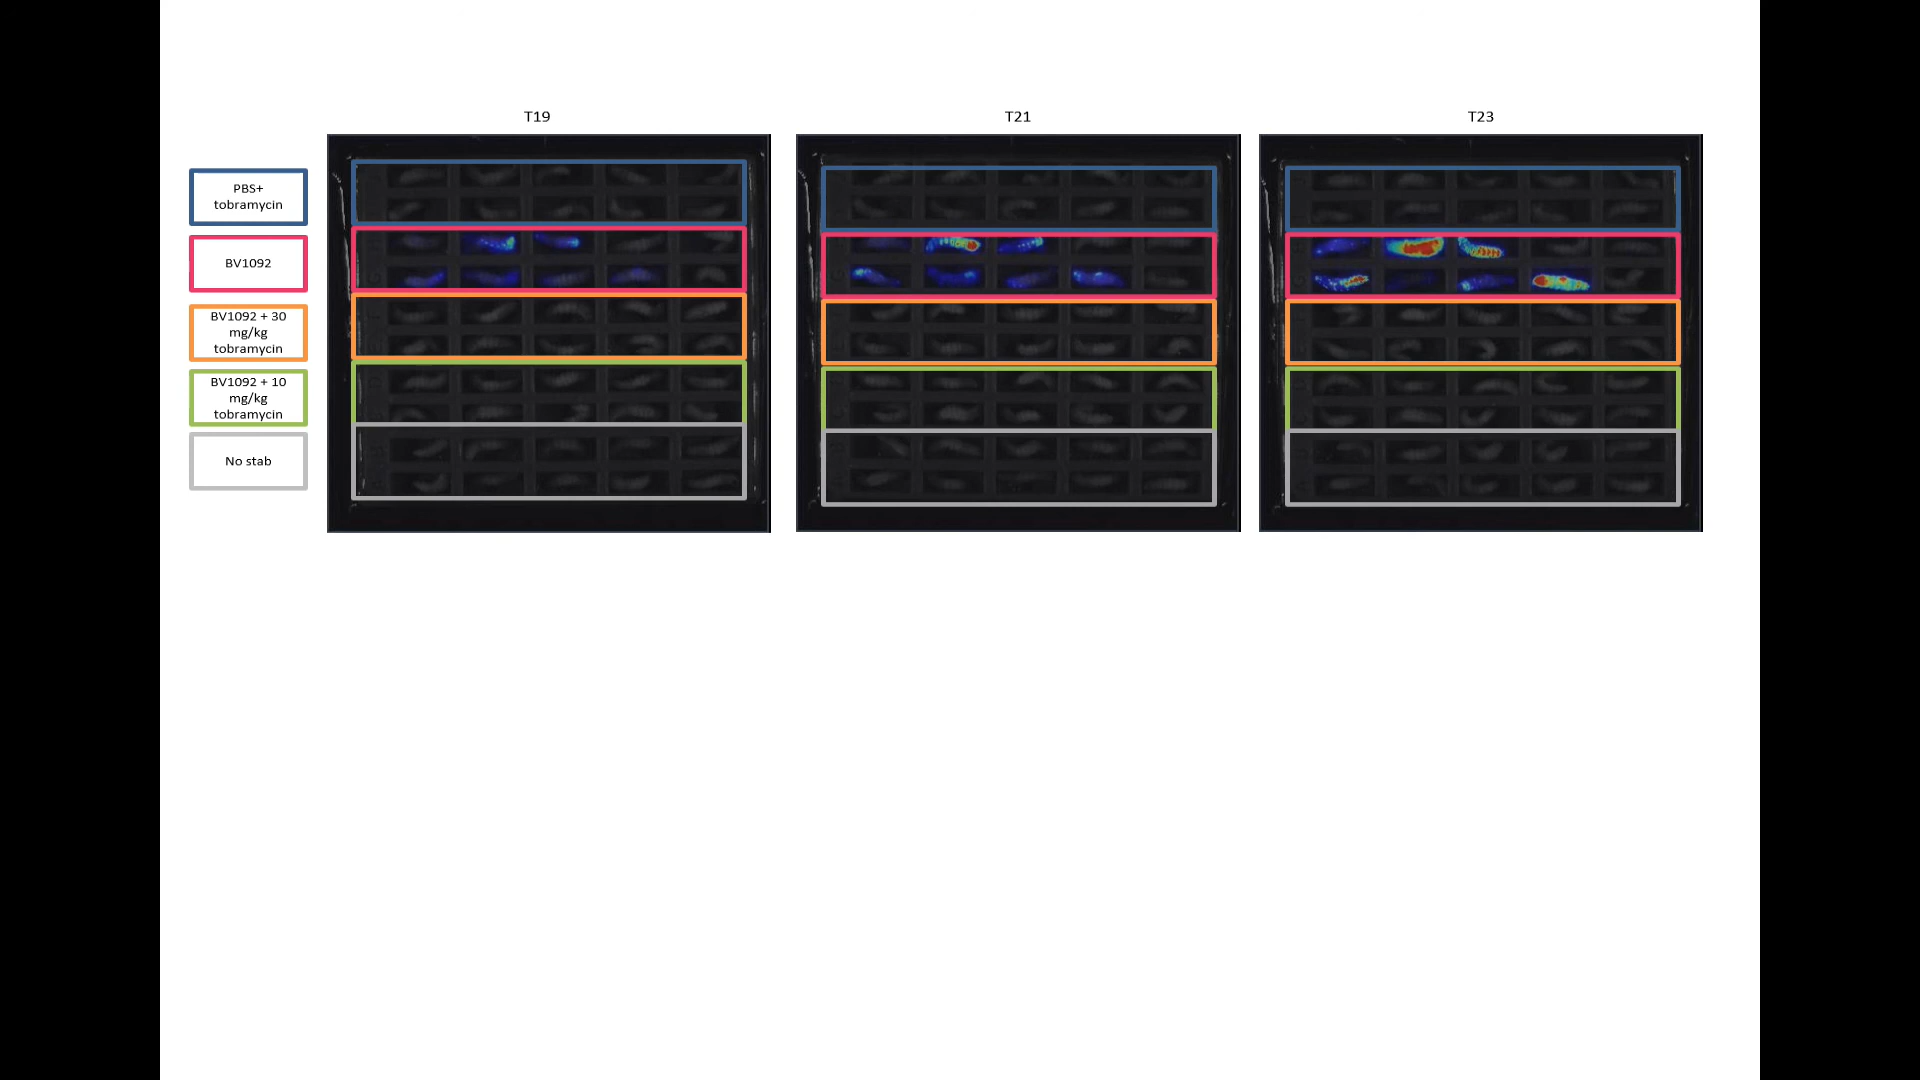 T19
T21
T23
PBS+
tobramycin
BV1092
BV1092 + 30
mg/kg
tobramycin
BV1092 + 10
mg/kg
tobramycin
No stab